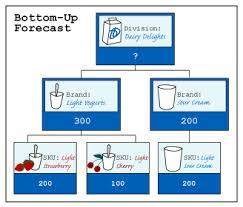 Bottom-Up
Forecast
Division:
Dairy Delights
?
Brand:
Light Yogurts
300
Brand:
Sour Cream
200
SKU: Light
Strawberry
200
SKU: Light
Cherry
100
SKU: Light
Sour Cream
200